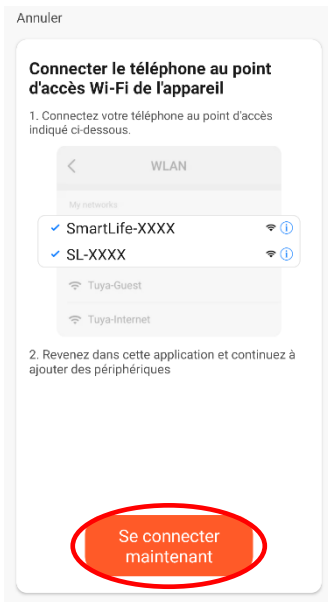 Annuler
Connecter le téléphone au point
d'accès Wi-Fi de l'appareil
1. Connectez votre téléphone au point d'accès
indiqué ci-dessous.
WLAN
My networks
SmartLife-XXXX
SL-XXXX
Tuya-Guest
Tuya-Internet
2. Revenez dans cette application et continuez à
ajouter des périphériques
Se connecter
maintenant